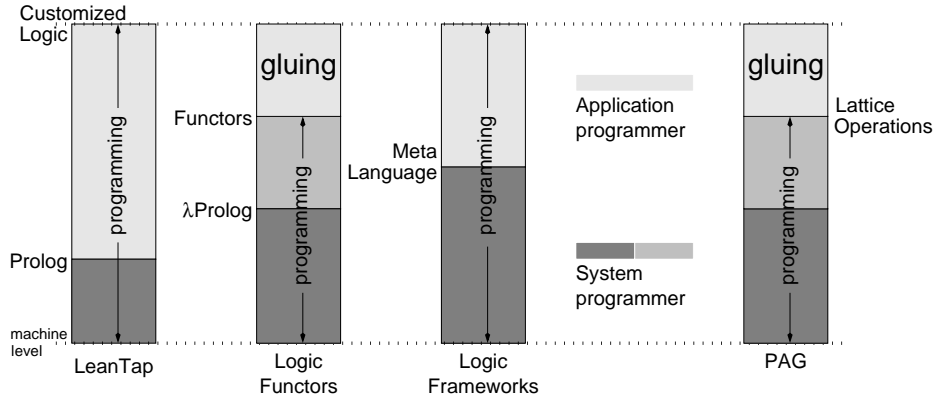 Customized
Logic
Prolog
machine
level
programming
LeanTap
gluing
Functors
λProlog
programming
Logic
Functors
Meta
Language
programming
Logic
Frameworks
Application
programmer
System
programmer
gluing
Lattice
Operations
programming
PAG